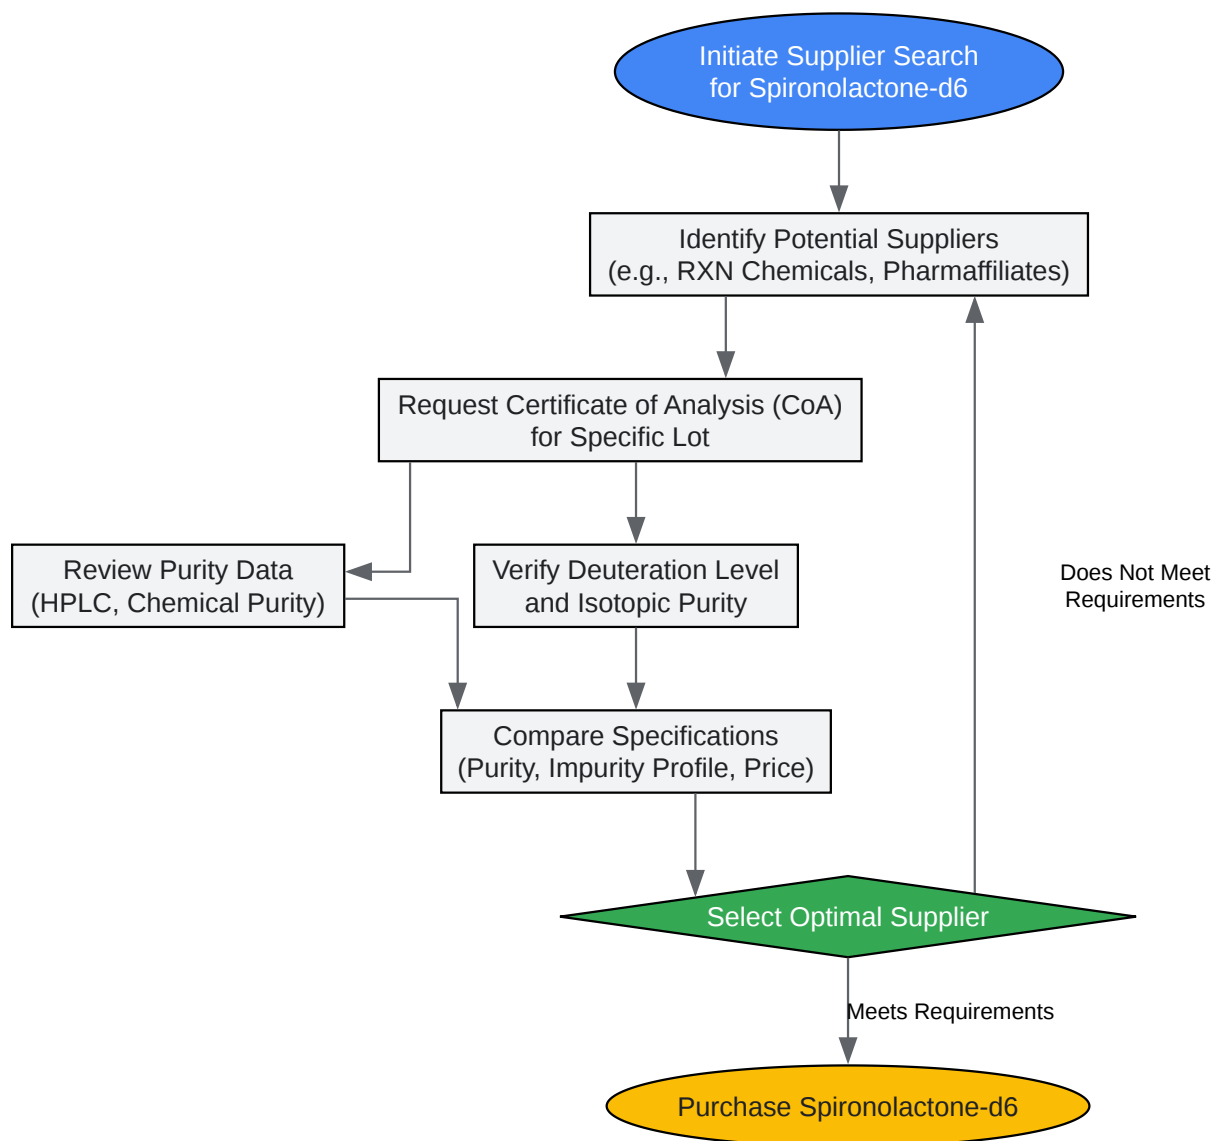 Initiate Supplier Search
for Spironolactone-d6
Identify Potential Suppliers
(e.g., RXN Chemicals, Pharmaffiliates)
Request Certificate of Analysis (CoA)
for Specific Lot
Review Purity Data
(HPLC, Chemical Purity)
Verify Deuteration Level
and Isotopic Purity
Does Not Meet
Requirements
Compare Specifications
(Purity, Impurity Profile, Price)
Select Optimal Supplier
Meets Requirements
Purchase Spironolactone-d6